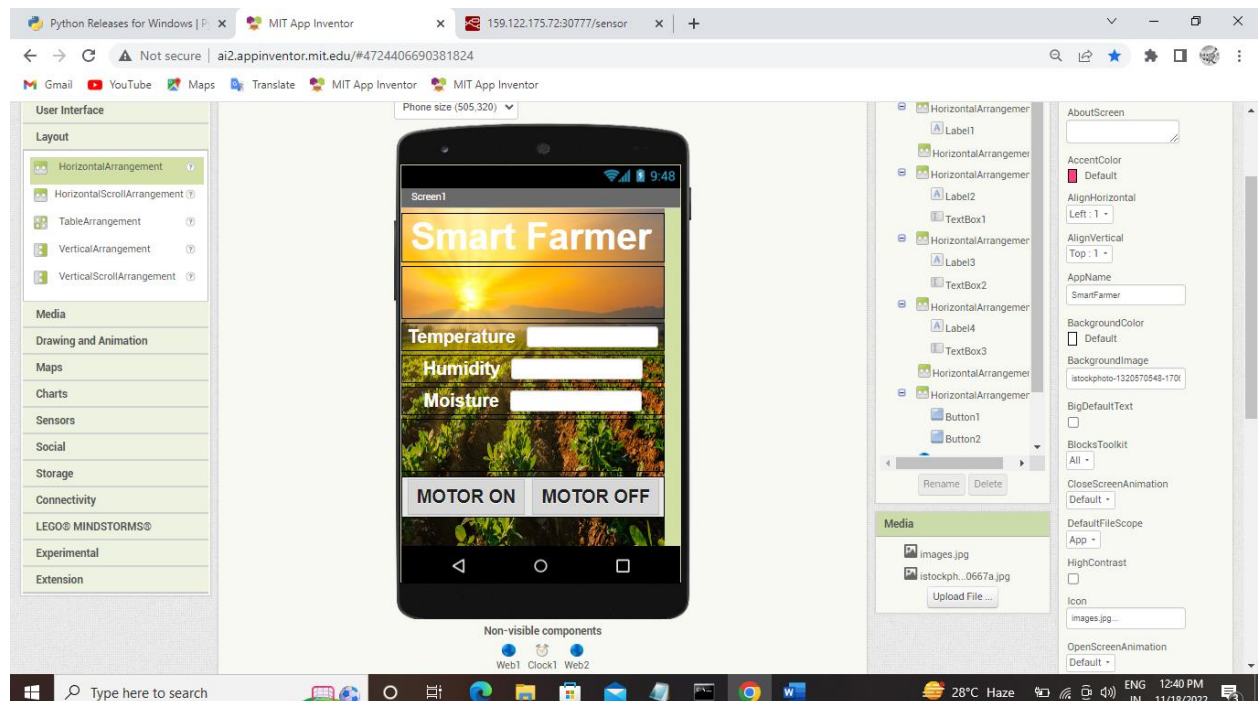 Python Releases for Windows | Py
MIT App Inventor
159.122.175.72:30777/sensor
Not secure | ai2.appinventor.mit.edu/#4724406690381824
Gmail YouTube Maps Translate MIT App Inventor MIT App Inventor
User Interface
Layout
HorizontalArrangement
HorizontalScrollArrangement
TableArrangement
VerticalArrangement
VerticalScrollArrangement
Media
Drawing and Animation
Maps
Charts
Sensors
Social
Storage
Connectivity
LEGO® MINDSTORMS®
Experimental
Extension
Phone size (505,320)
9:48
Screen1
Smart Farmer
Temperature
Humidity
Moisture
MOTOR ON MOTOR OFF
Non-visible components
Web1 Clock1 Web2
HorizontalArrangemer
Label1
HorizontalArrangemer
HorizontalArrangemer
Label2
TextBox1
HorizontalArrangemer
Label3
TextBox2
HorizontalArrangemer
Label4
TextBox3
HorizontalArrangemer
HorizontalArrangemer
Button1
Button2
Rename Delete
Media
images.jpg
istockph...0667a.jpg
Upload File ...
AboutScreen
AccentColor
Default
AlignHorizontal
Left : 1
AlignVertical
Top : 1
AppName
SmartFarmer
BackgroundColor
Default
BackgroundImage
istockphoto-1320570548-170(
BigDefaultText
BlocksToolkit
All
CloseScreenAnimation
Default
DefaultFileScope
App
HighContrast
Icon
images.jpg...
OpenScreenAnimation
Default
Type here to search
28°C Haze
ENG
IN
12:40 PM
11/18/2022
3